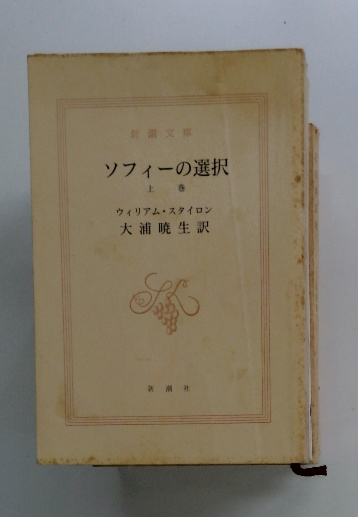 新潮文庫
ソフィーの選択
上巻
ウィリアム・スタイロン
大浦暁生訳
新潮社